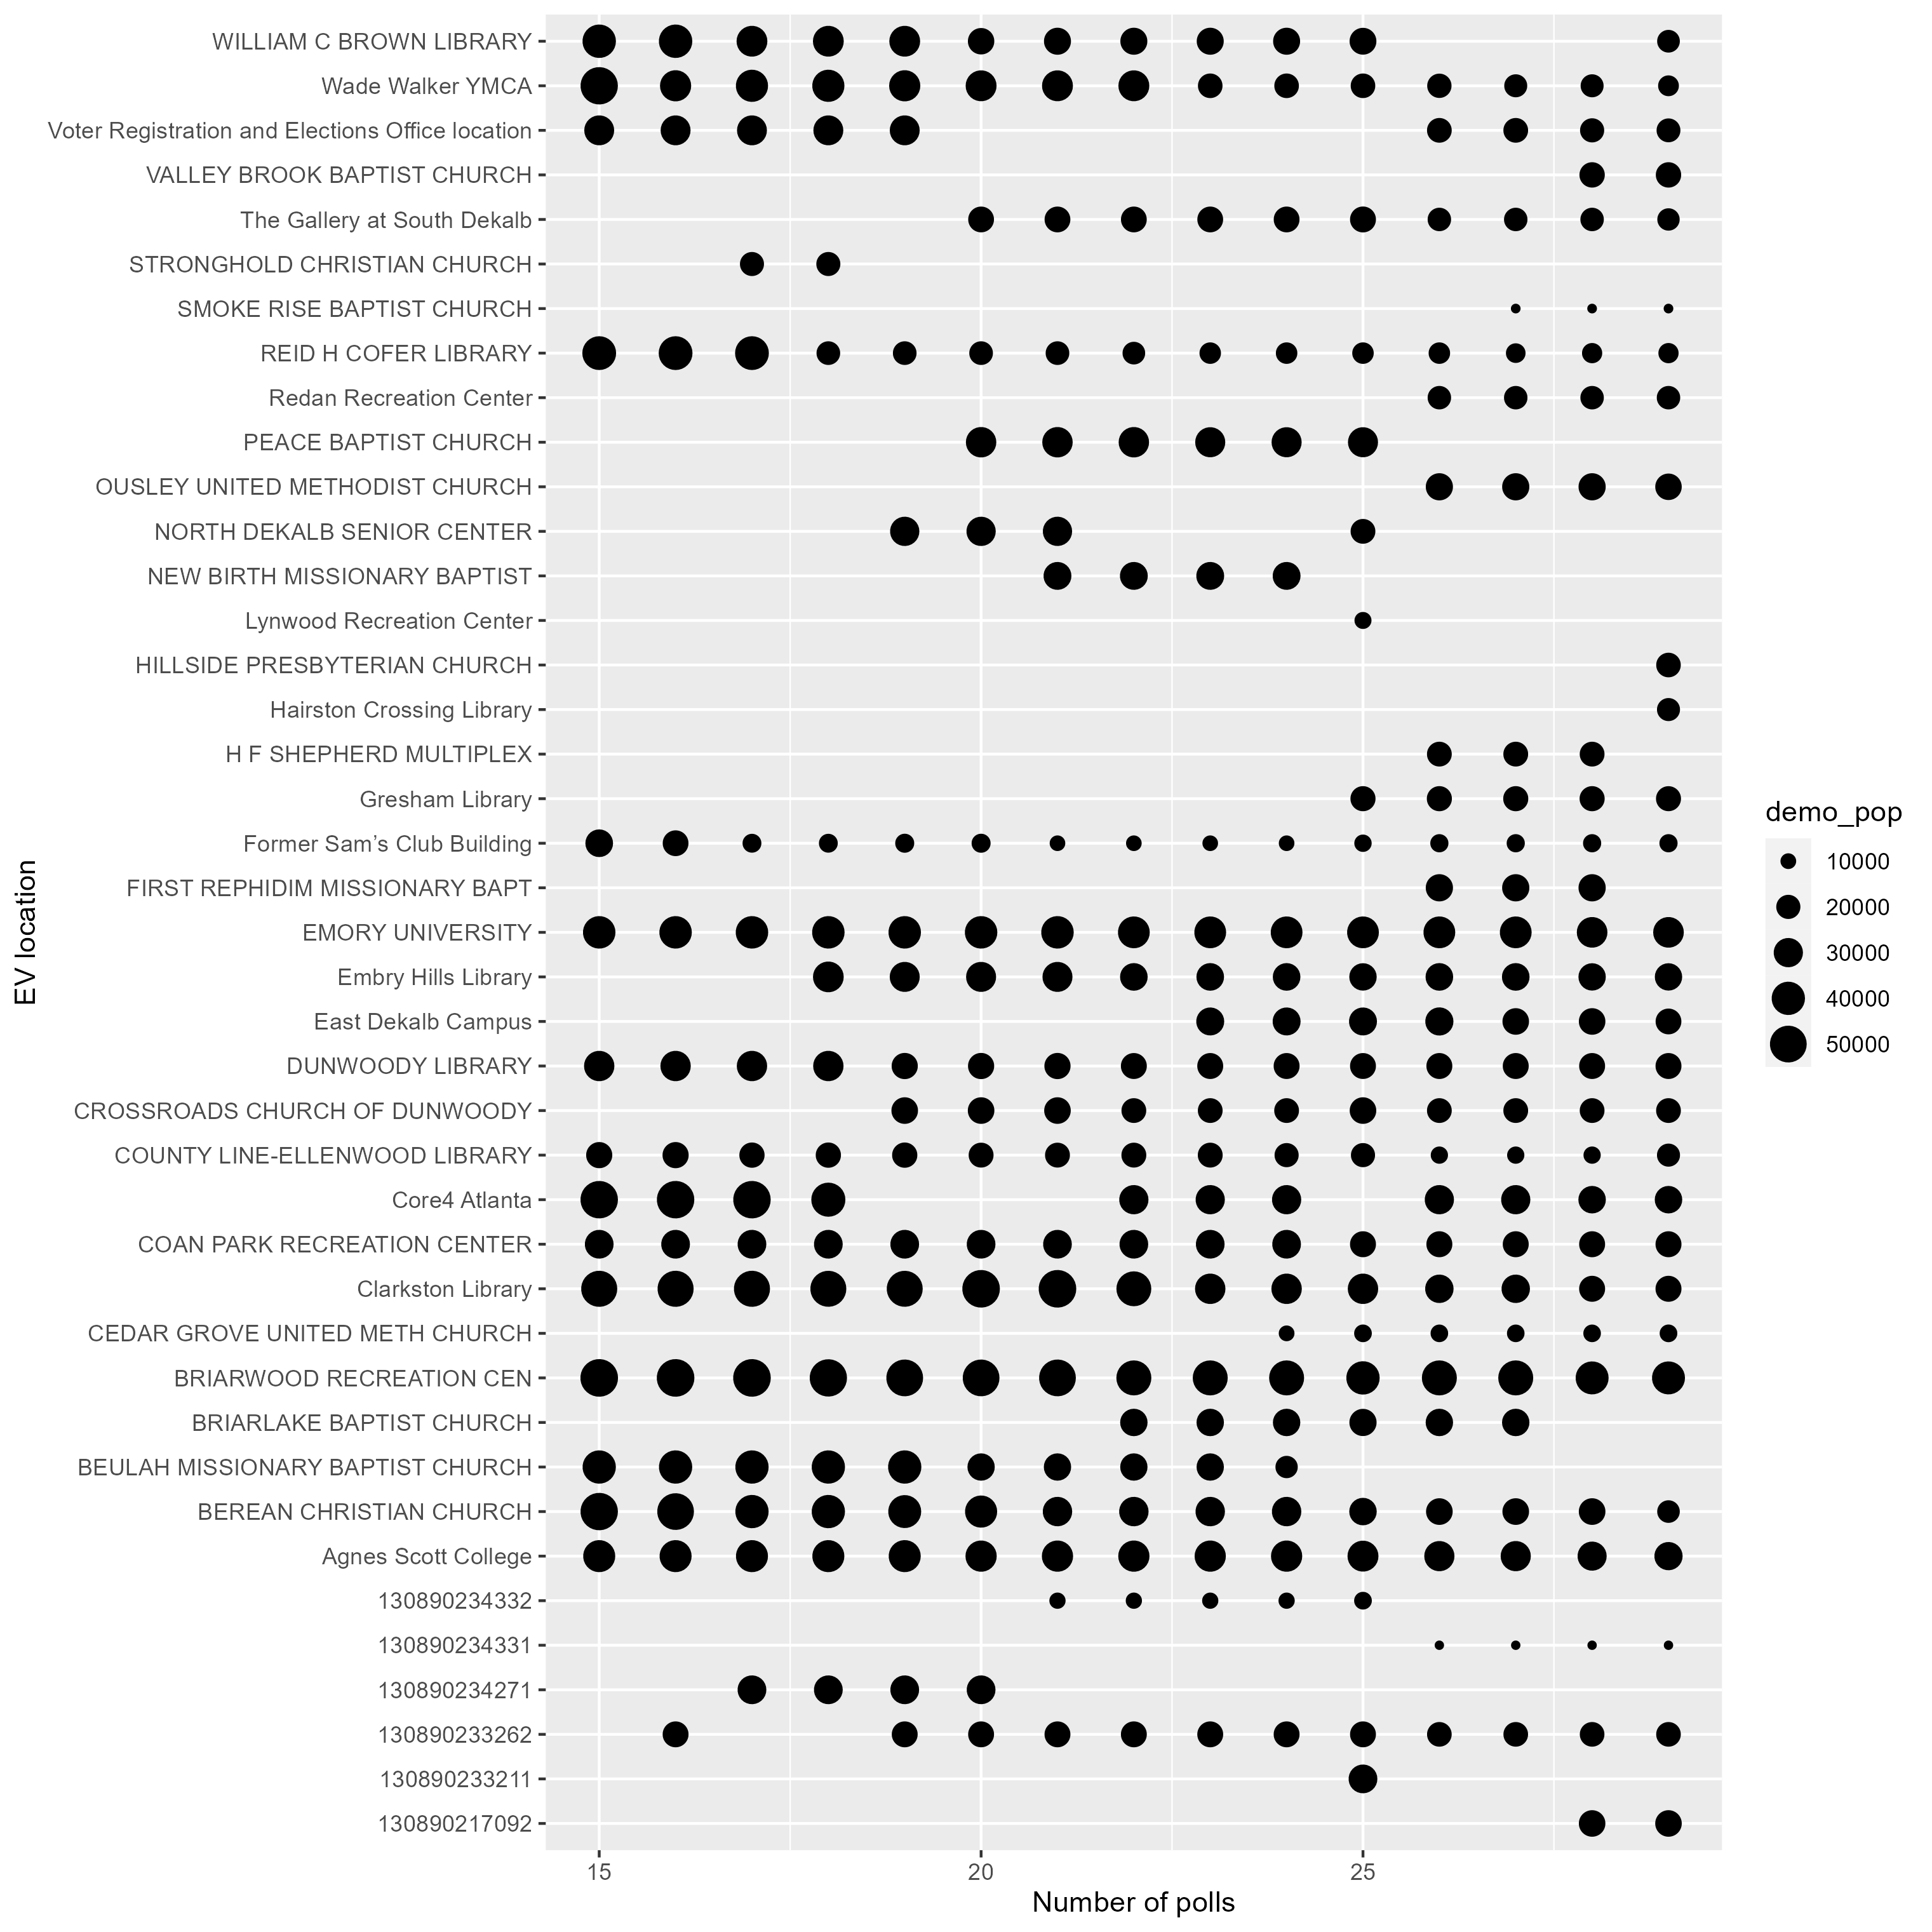 WILLIAM C BROWN LIBRARY
Wade Walker YMCA
Voter Registration and Elections Office location
VALLEY BROOK BAPTIST CHURCH
The Gallery at South Dekalb
STRONGHOLD CHRISTIAN CHURCH
SMOKE RISE BAPTIST CHURCH
REID H COFER LIBRARY
Redan Recreation Center
PEACE BAPTIST CHURCH
OUSLEY UNITED METHODIST CHURCH
NORTH DEKALB SENIOR CENTER
NEW BIRTH MISSIONARY BAPTIST
Lynwood Recreation Center
HILLSIDE PRESBYTERIAN CHURCH
Hairston Crossing Library
H F SHEPHERD MULTIPLEX
Gresham Library
Former Sam’s Club Building
FIRST REPHIDIM MISSIONARY BAPT
EMORY UNIVERSITY
Embry Hills Library
East Dekalb Campus
DUNWOODY LIBRARY
CROSSROADS CHURCH OF DUNWOODY
COUNTY LINE-ELLENWOOD LIBRARY
Core4 Atlanta
COAN PARK RECREATION CENTER
Clarkston Library
CEDAR GROVE UNITED METH CHURCH
BRIARWOOD RECREATION CEN
BRIARLAKE BAPTIST CHURCH
BEULAH MISSIONARY BAPTIST CHURCH
BEREAN CHRISTIAN CHURCH
Agnes Scott College
130890234332
130890234331
130890234271
130890233262
130890233211
130890217092
EV location
15
20
25
Number of polls
demo_pop
10000
20000
30000
40000
50000